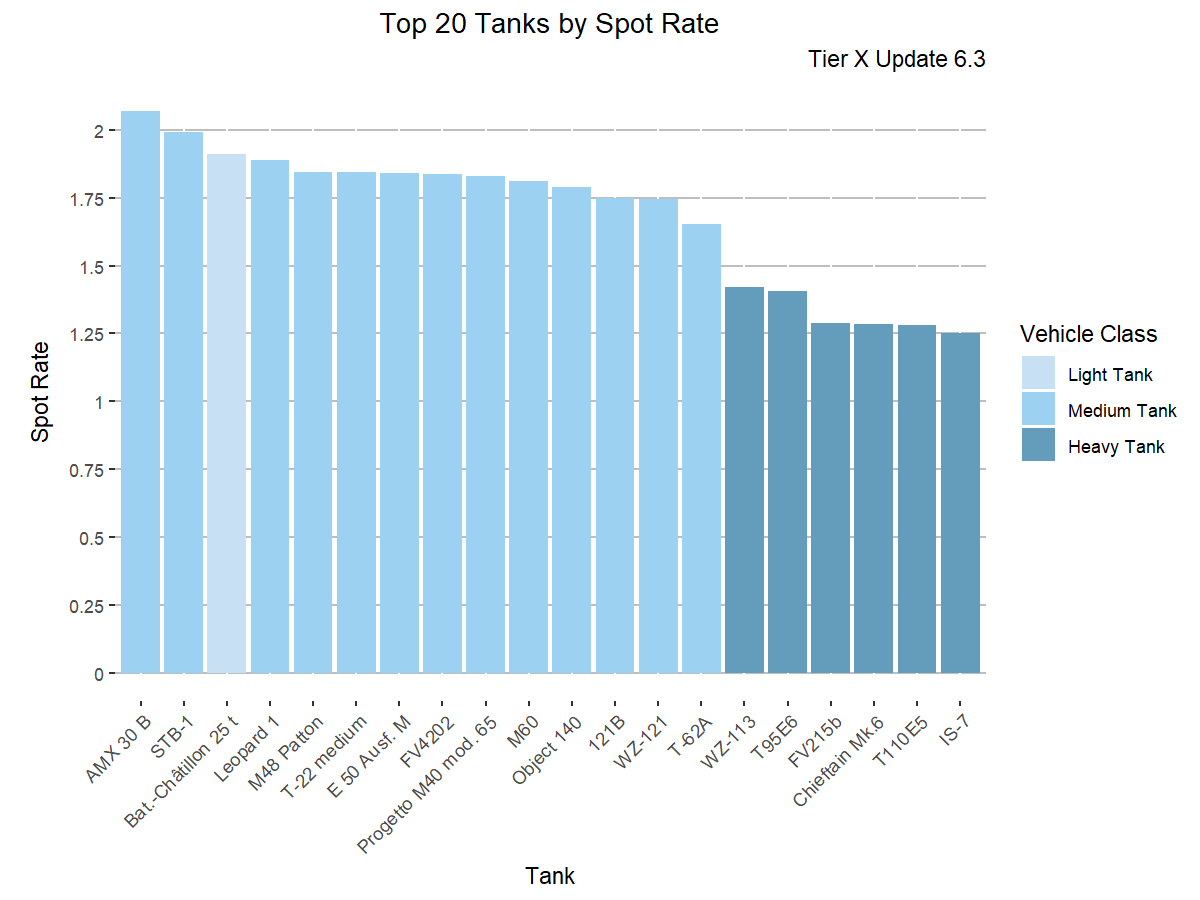 Top 20 Tanks by Spot Rate
Tier X Update 6.3
Spot Rate
2
1.75
1.5
1.25
1
0.75
0.5
0.25
0
AMX 30 B
STB-1
Bat.-Châtillon 25 t
Leopard 1
M48 Patton
T-22 medium
E 50 Ausf. M
FV4202
Progetto M40 mod. 65
M60
Object 140
121B
WZ-121
T-62A
WZ-113
T95E6
FV215b
Chieftain Mk.6
T110E5
IS-7
Tank
Vehicle Class
Light Tank
Medium Tank
Heavy Tank